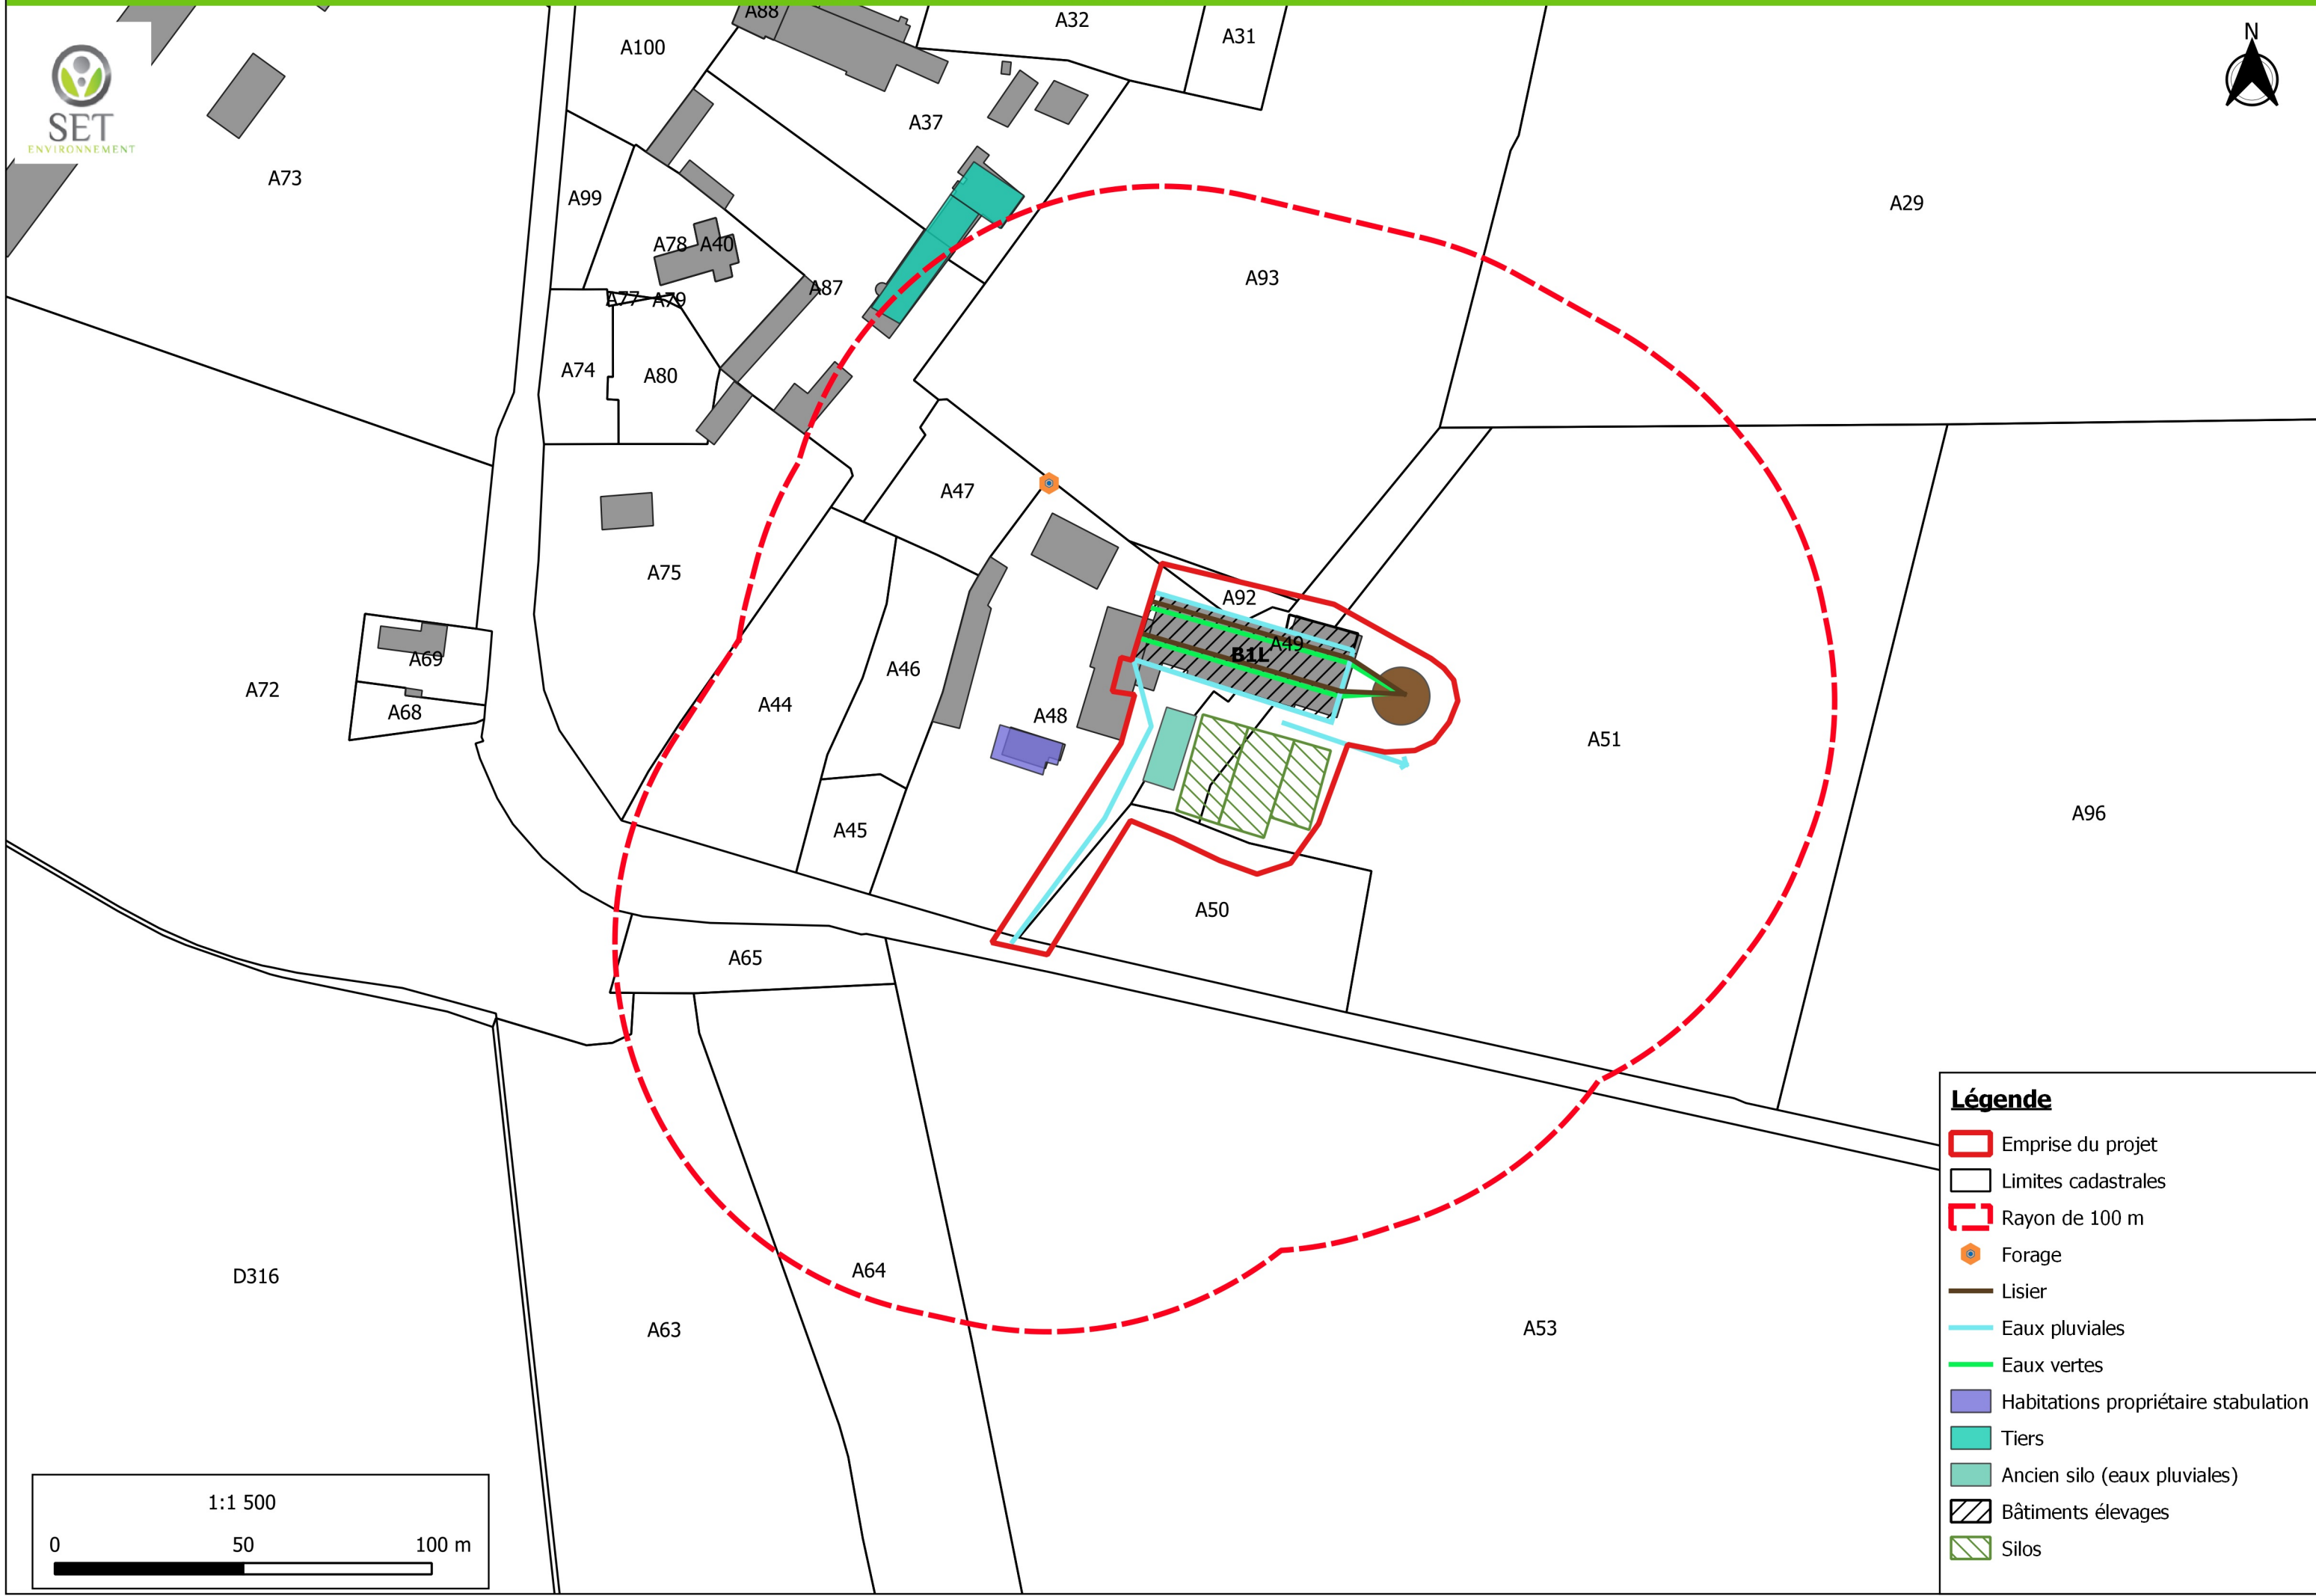 A88
A32
N
A31
A100
SET
ENVIRONNEMENT
A37
A73
A99
A29
A78 A40
A93
A87
A77 A79
A74
A80
A47
A75
A92
A49
B1L
A69
A46
A72
A68
A44
A48
A51
A96
A45
A50
A65
A64
D316
A63
A53
Légende
Emprise du projet
Limites cadastrales
Rayon de 100 m
Forage
Lisier
Eaux pluviales
Eaux vertes
Habitations propriétaire stabulation
Tiers
Ancien silo (eaux pluviales)
Bâtiments élevages
Silos
1:1 500
0 50 100 m